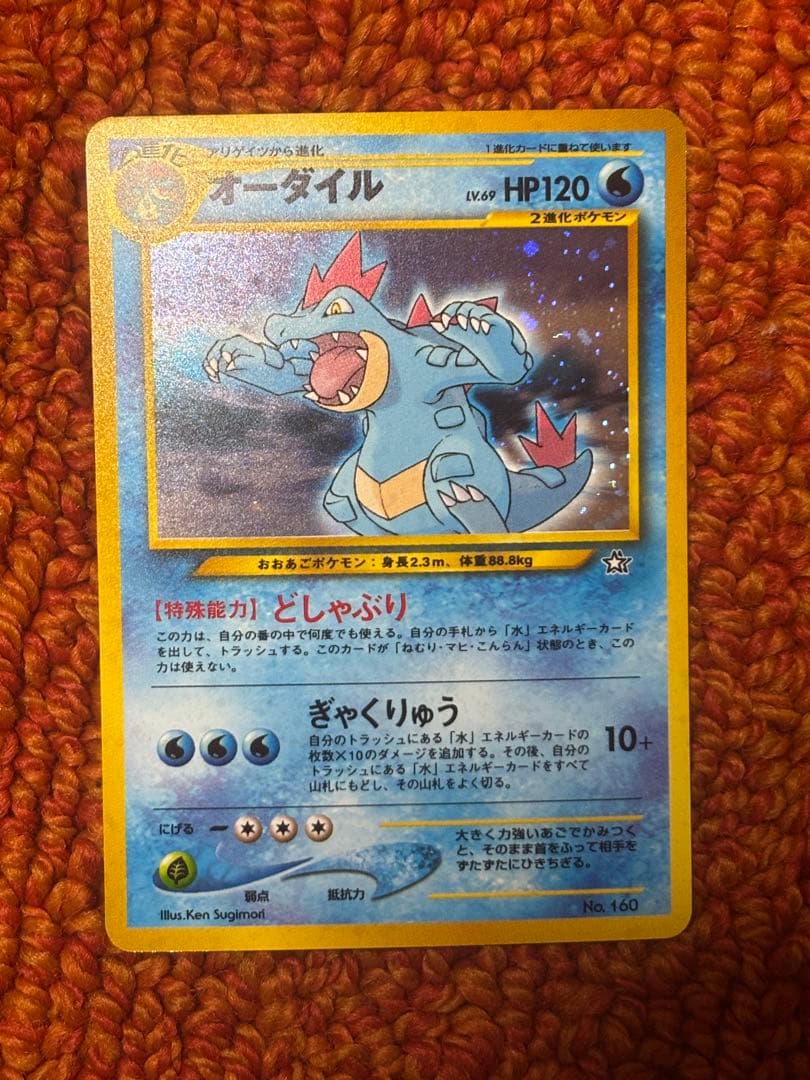 2進化
アリゲイツから進化
1進化カードに重ねて使います
オーダイル
LV.69 HP120
2進化ポケモン
おおあごポケモン：身長2.3m、体重88.8kg
【特殊能力】どしゃぶり
この力は、自分の番の中で何度でも使える。自分の手札から「水」エネルギーカード
を出して、トラッシュする。このカードが「ねむり・マヒ・こんらん」状態のとき、この
力は使えない。
ぎゃくりゅう
自分のトラッシュにある「水」エネルギーカードの
枚数×10のダメージを追加する。その後、自分の
トラッシュにある「水」エネルギーカードをすべて
山札にもどし、その山札をよく切る。
10+
にげる
弱点
抵抗力
大きく力強いあごでかみつく
と、そのまま首をふって相手を
ずたずたにひきちぎる。
Illus.Ken Sugimori
No. 160